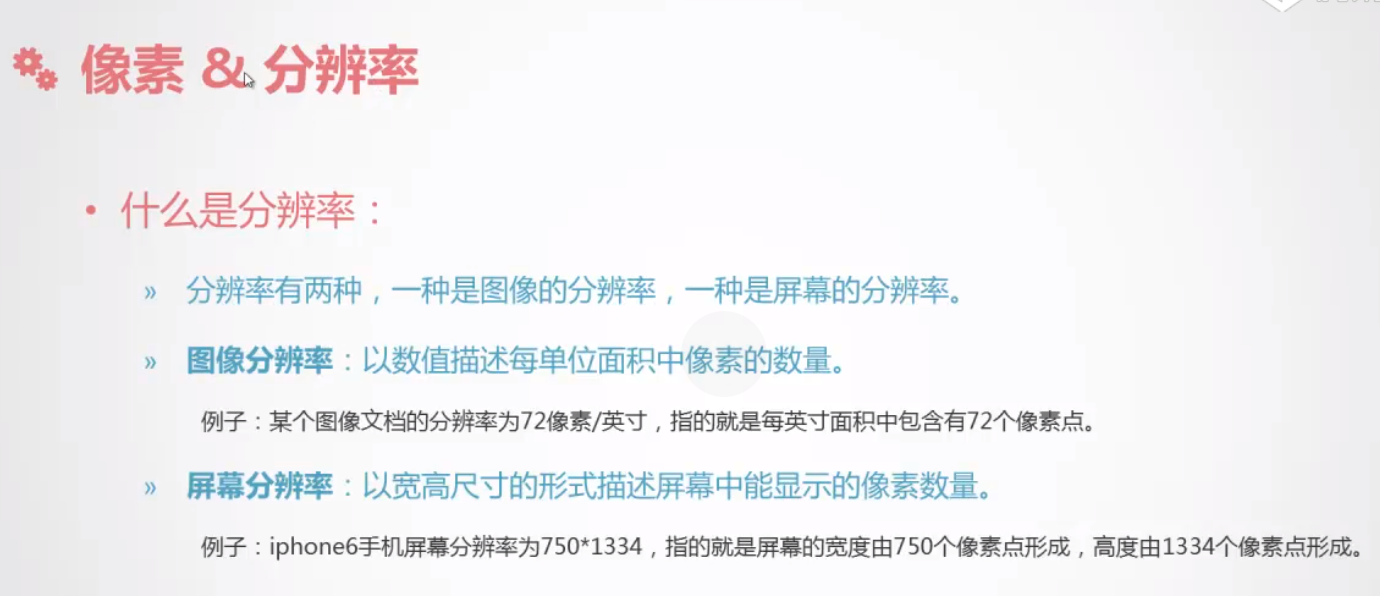 像素 & 分辨率
• 什么是分辨率：
» 分辨率有两种，一种是图像的分辨率，一种是屏幕的分辨率。
» 图像分辨率：以数值描述每单位面积中像素的数量。
例子：某个图像文档的分辨率为72像素/英寸，指的就是每英寸面积中包含有72个像素点。
» 屏幕分辨率：以宽高尺寸的形式描述屏幕中能显示的像素数量。
例子：iphone6手机屏幕分辨率为750*1334，指的就是屏幕的宽度由750个像素点形成，高度由1334个像素点形成。